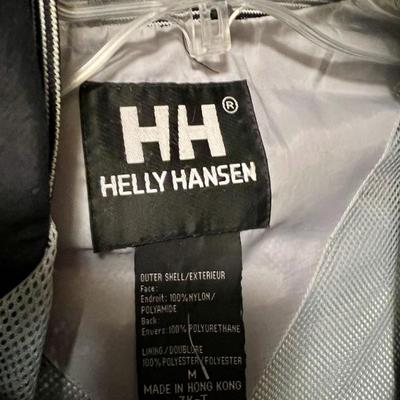 HH®
HELLY HANSEN
OUTER SHELL/EXTERIEUR
Face:
Endroit: 100%NYLON/
POLYAMIDE
Back:
Envers: 100% POLYURETHANE
LINING/DOUBLURE
100% POLYESTER/POLYESTER
M
MADE IN HONG KONG